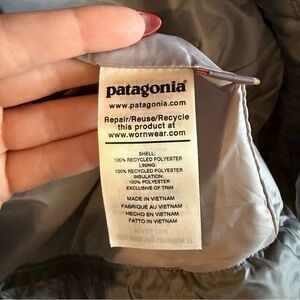 patagonia®
www.patagonia.com
Repair/Reuse/Recycle
this product at
www.wornwear.com
SHELL:
100% RECYCLED POLYESTER
LINING:
100% RECYCLED POLYESTER
INSULATION:
100% POLYESTER
EXCLUSIVE OF TRIM
MADE IN VIETNAM
FABRIQUÉ AU VIETNAM
HECHO EN VIETNAM
FATTO IN VIETNAM